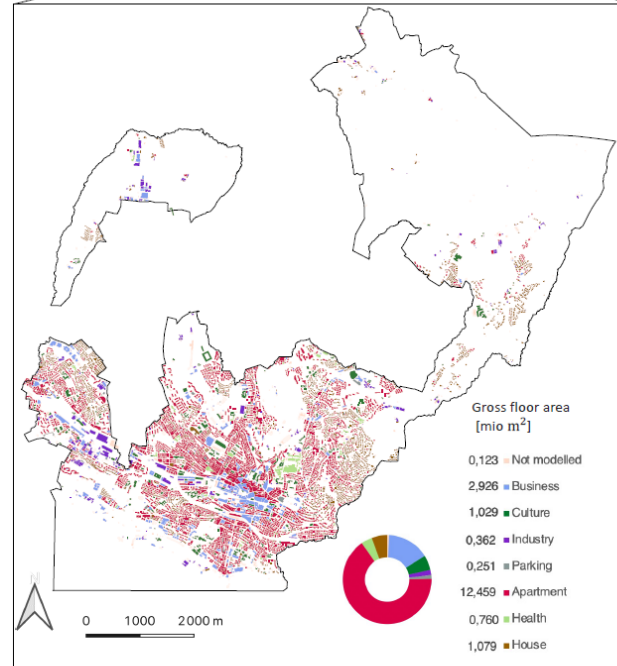 Gross floor area
[mio m²]
0,123 Not modelled
2,926 Business
1,029 Culture
0,362 Industry
0,251 Parking
12,459 Apartment
0,760 Health
1,079 House
0 1000 2000 m